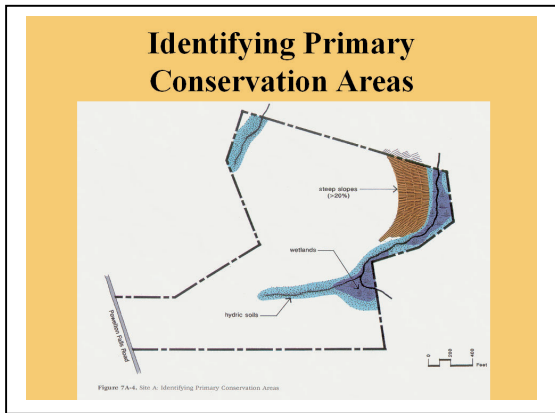 Identifying Primary
Conservation Areas
steep slopes
(>20%)
wetlands
hydric soils
Powelton Falls Road
0
200
400
Feet
Figure 7A-4. Site A: Identifying Primary Conservation Areas